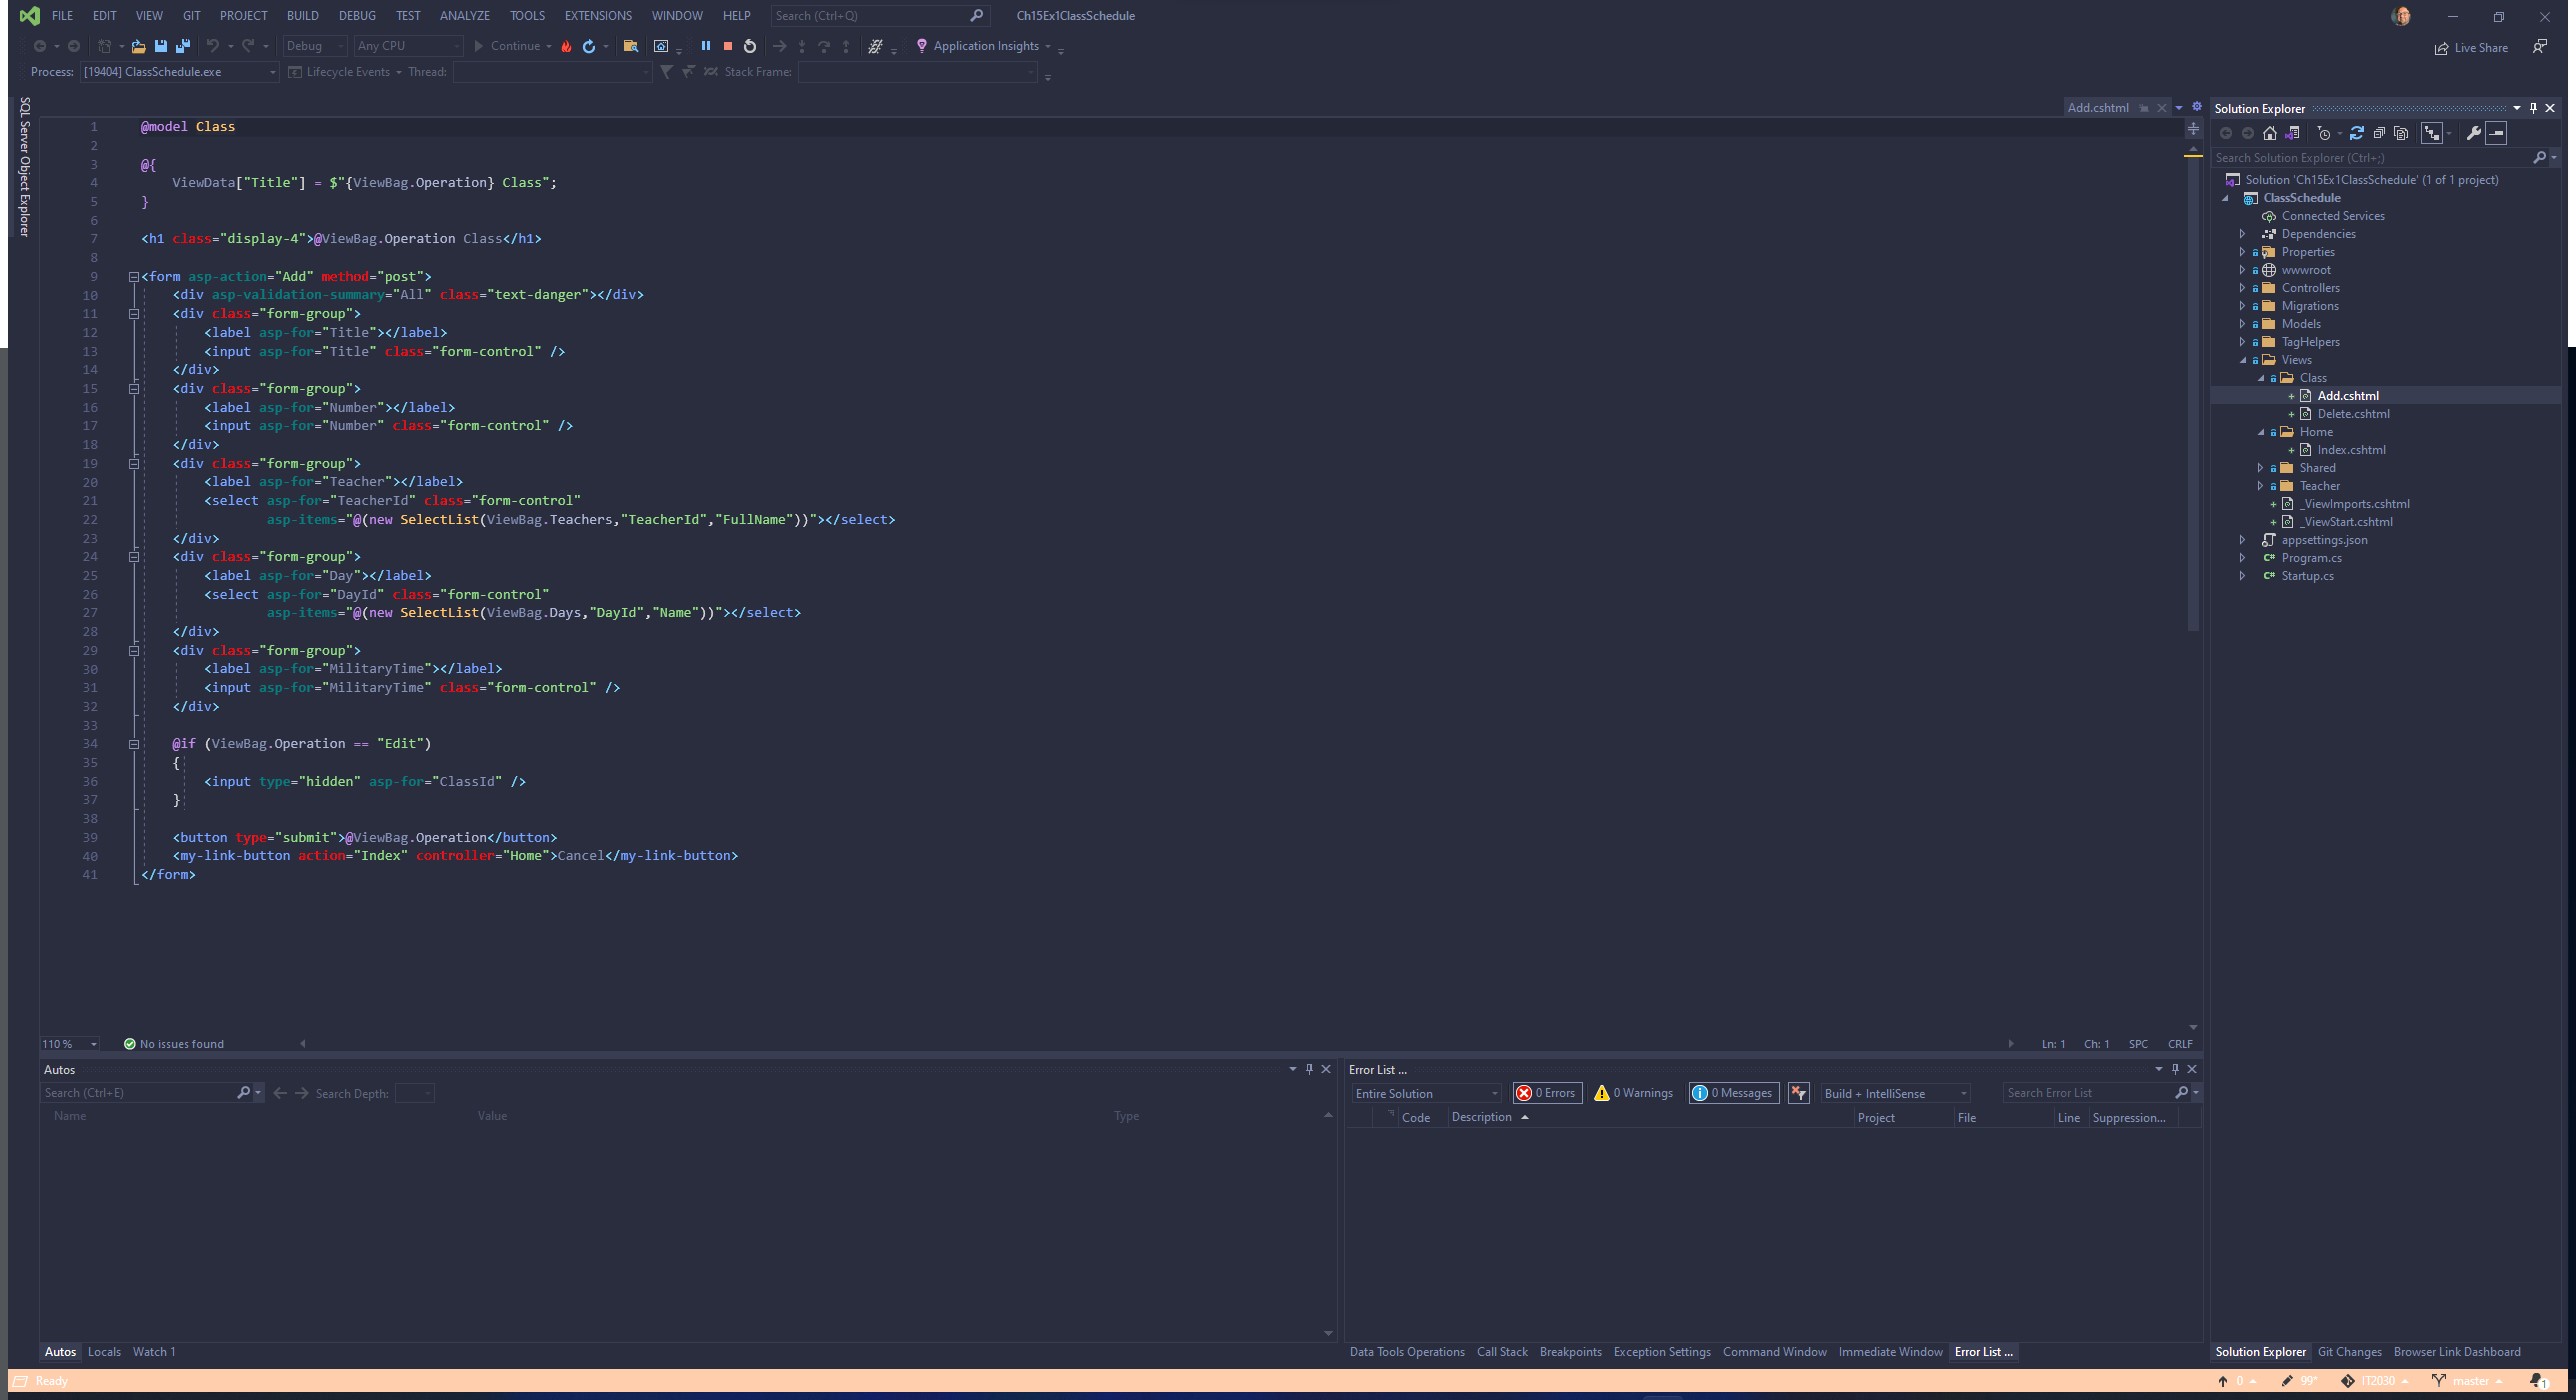 FILE EDIT VIEW GIT PROJECT BUILD DEBUG TEST ANALYZE TOOLS EXTENSIONS WINDOW HELP Search (Ctrl+Q) Ch15Ex1ClassSchedule
Debug Any CPU Continue Application Insights Live Share
Process: [19404] ClassSchedule.exe Lifecycle Events Thread: Stack Frame:
SQL Server Object Explorer
Add.cshtml
1 @model Class
2
3 @{
4 ViewData["Title"] = $"{ViewBag.Operation} Class";
5 }
6
7 <h1 class="display-4">@ViewBag.Operation Class</h1>
8
9 <form asp-action="Add" method="post">
10 <div asp-validation-summary="All" class="text-danger"></div>
11 <div class="form-group">
12 <label asp-for="Title"></label>
13 <input asp-for="Title" class="form-control" />
14 </div>
15 <div class="form-group">
16 <label asp-for="Number"></label>
17 <input asp-for="Number" class="form-control" />
18 </div>
19 <div class="form-group">
20 <label asp-for="Teacher"></label>
21 <select asp-for="TeacherId" class="form-control"
22 asp-items="@(new SelectList(ViewBag.Teachers,"TeacherId","FullName"))"></select>
23 </div>
24 <div class="form-group">
25 <label asp-for="Day"></label>
26 <select asp-for="DayId" class="form-control"
27 asp-items="@(new SelectList(ViewBag.Days,"DayId","Name"))"></select>
28 </div>
29 <div class="form-group">
30 <label asp-for="MilitaryTime"></label>
31 <input asp-for="MilitaryTime" class="form-control" />
32 </div>
33
34 @if (ViewBag.Operation == "Edit")
35 {
36 <input type="hidden" asp-for="ClassId" />
37 }
38
39 <button type="submit">@ViewBag.Operation</button>
40 <my-link-button action="Index" controller="Home">Cancel</my-link-button>
41 </form>
110 % No issues found Ln: 1 Ch: 1 SPC CRLF
Autos
Search (Ctrl+E) Search Depth:
Name Value Type
Autos Locals Watch 1
Error List ...
Entire Solution 0 Errors 0 Warnings 0 Messages Build + IntelliSense Search Error List
Code Description Project File Line Suppression...
Data Tools Operations Call Stack Breakpoints Exception Settings Command Window Immediate Window Error List ...
Solution Explorer
Search Solution Explorer (Ctrl+;)
Solution 'Ch15Ex1ClassSchedule' (1 of 1 project)
ClassSchedule
Connected Services
Dependencies
Properties
wwwroot
Controllers
Migrations
Models
TagHelpers
Views
Class
Add.cshtml
Delete.cshtml
Home
Index.cshtml
Shared
Teacher
_ViewImports.cshtml
_ViewStart.cshtml
appsettings.json
C# Program.cs
C# Startup.cs
Solution Explorer Git Changes Browser Link Dashboard
Ready 0 99* IT2030 master 1